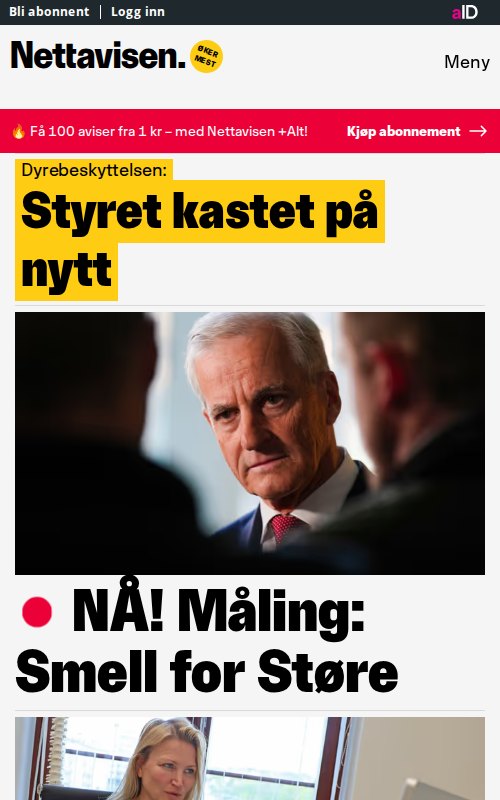 Bli abonnent | Logg inn
aID
Nettavisen.
ØKER
MEST
Meny
🔥 Få 100 aviser fra 1 kr – med Nettavisen +Alt!
Kjøp abonnement →
Dyrebeskyttelsen:
Styret kastet på
nytt
NÅ! Måling:
Smell for Støre